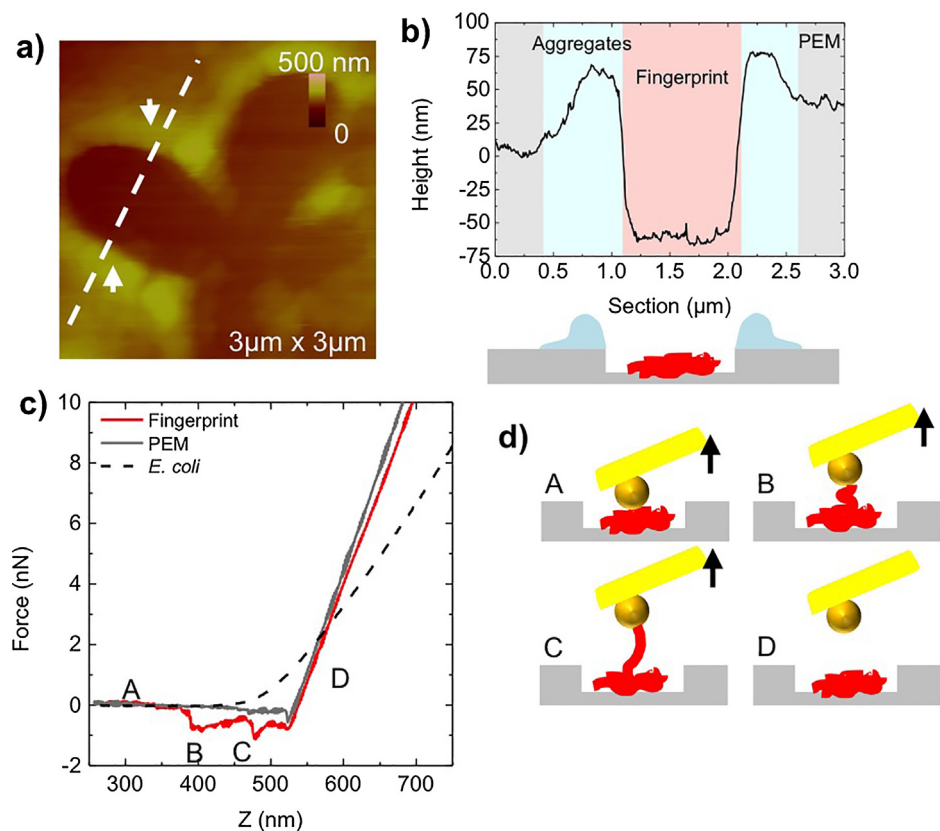 a)
500 nm
0
3µm x 3µm
b)
Height (nm)
100
75
50
25
0
-25
-50
-75
Aggregates
Fingerprint
PEM
0.0 0.5 1.0 1.5 2.0 2.5 3.0
Section (µm)
c)
Force (nN)
10
8
6
4
2
0
-2
Fingerprint
PEM
E. coli
A
B
C
D
300 400 500 600 700
Z (nm)
d)
A
B
C
D